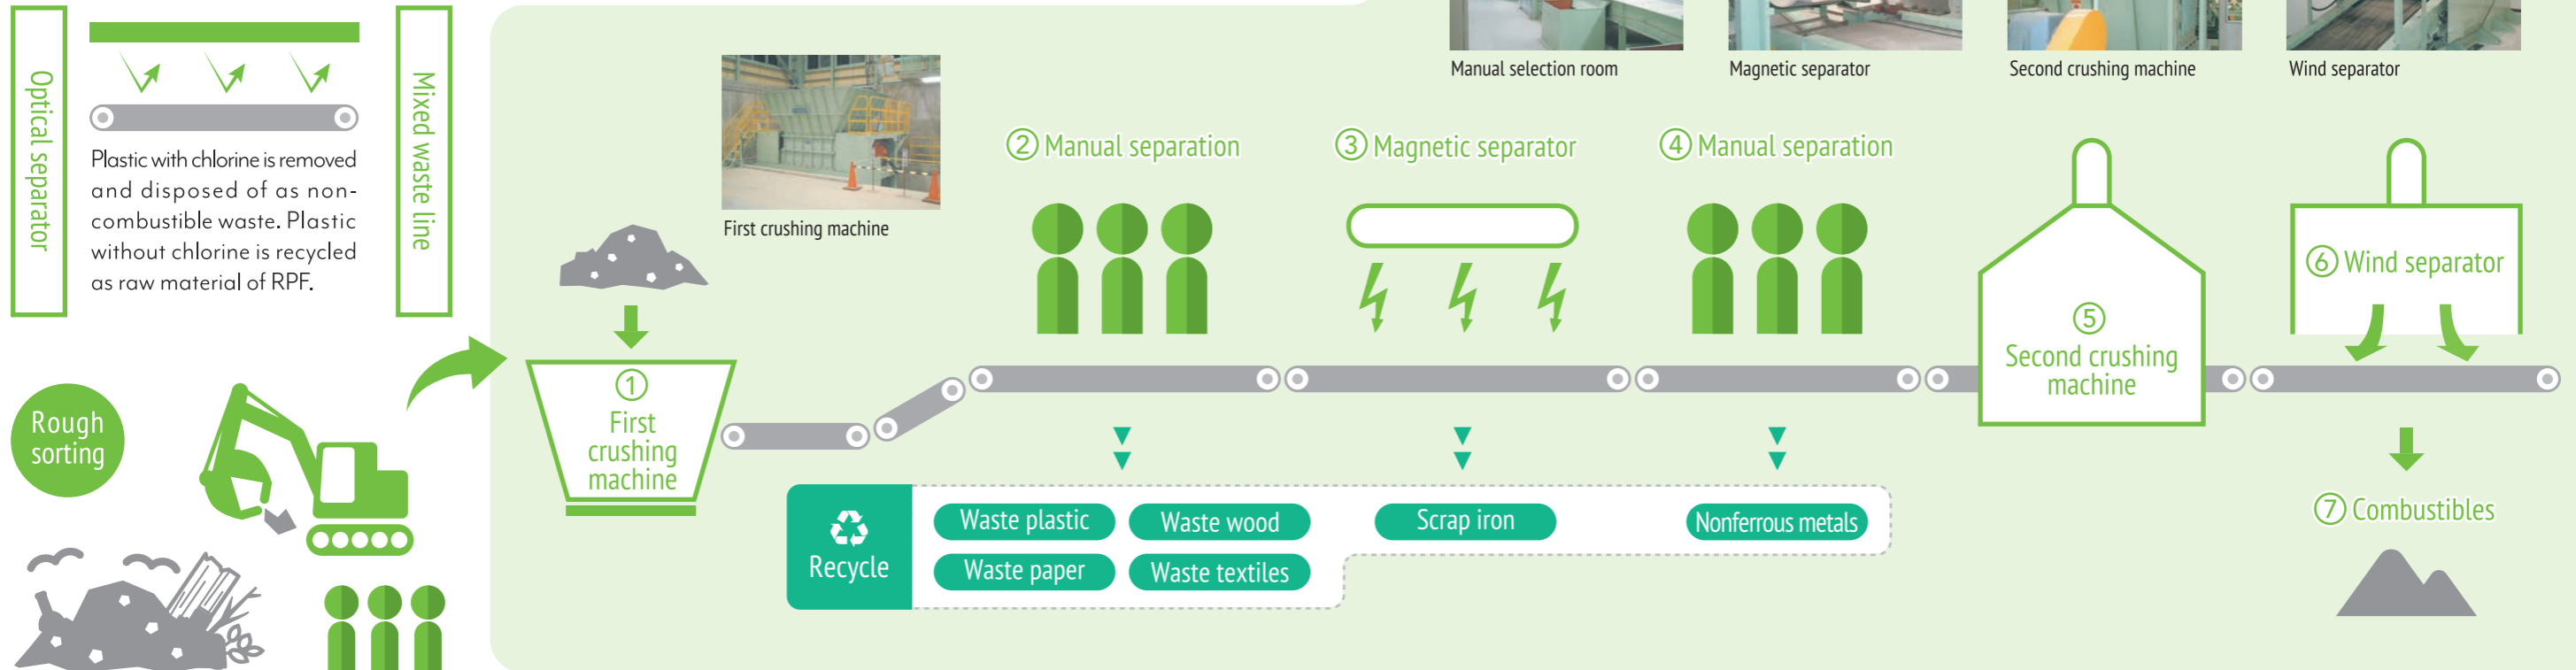 Optical separator
Plastic with chlorine is removed
and disposed of as non-
combustible waste. Plastic
without chlorine is recycled
as raw material of RPF.
Mixed waste line
Rough
sorting
First crushing machine
Manual selection room
Magnetic separator
Second crushing machine
Wind separator
① First
crushing
machine
② Manual separation
③ Magnetic separator
④ Manual separation
⑤
Second crushing
machine
⑥ Wind separator
⑦ Combustibles
Recycle
Waste plastic
Waste wood
Waste paper
Waste textiles
Scrap iron
Nonferrous metals